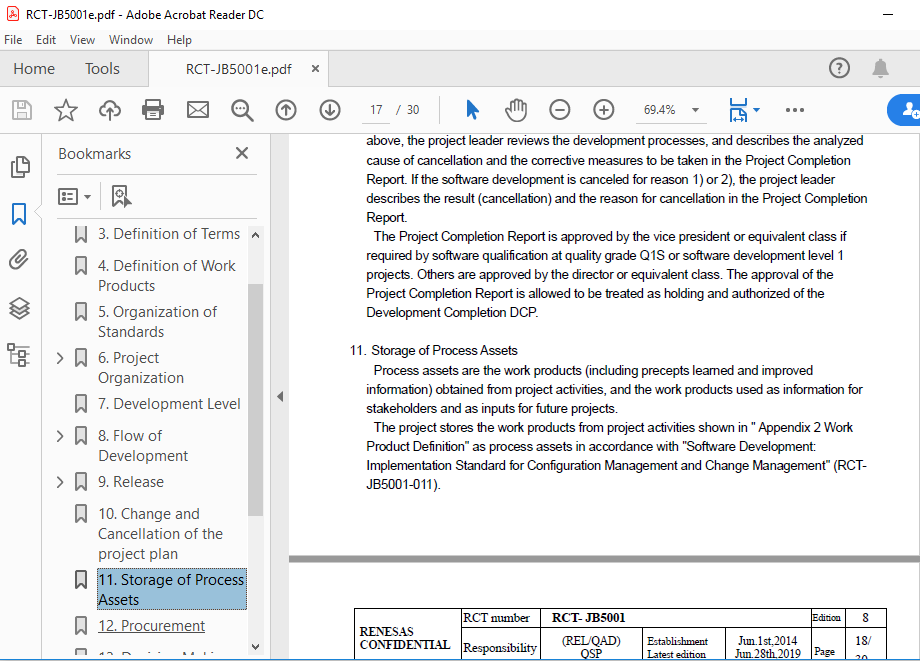 RCT-JB5001e.pdf - Adobe Acrobat Reader DC
File Edit View Window Help
Home Tools RCT-JB5001e.pdf ×
17 / 30 69.4%
Bookmarks
3. Definition of Terms
4. Definition of Work
Products
5. Organization of
Standards
6. Project
Organization
7. Development Level
8. Flow of
Development
9. Release
10. Change and
Cancellation of the
project plan
11. Storage of Process
Assets
12. Procurement
above, the project leader reviews the development processes, and describes the analyzed
cause of cancellation and the corrective measures to be taken in the Project Completion
Report. If the software development is canceled for reason 1) or 2), the project leader
describes the result (cancellation) and the reason for cancellation in the Project Completion
Report.
The Project Completion Report is approved by the vice president or equivalent class if
required by software qualification at quality grade Q1S or software development level 1
projects. Others are approved by the director or equivalent class. The approval of the
Project Completion Report is allowed to be treated as holding and authorized of the
Development Completion DCP.
11. Storage of Process Assets
Process assets are the work products (including precepts learned and improved
information) obtained from project activities, and the work products used as information for
stakeholders and as inputs for future projects.
The project stores the work products from project activities shown in " Appendix 2 Work
Product Definition" as process assets in accordance with "Software Development:
Implementation Standard for Configuration Management and Change Management" (RCT-
JB5001-011).
RENESAS
CONFIDENTIAL
RCT number RCT- JB5001 Edition 8
Responsibility (REL/QAD)
QSP
Establishment Jun.1st,2014
Latest edition Jun.28th,2019
Page 18/